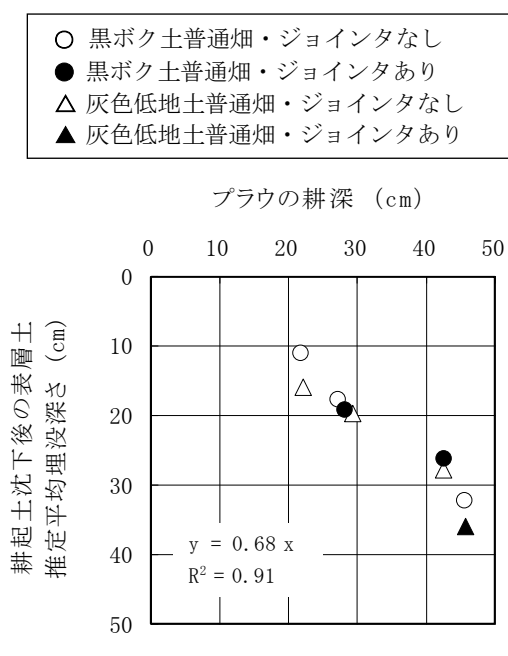 ○ 黒ボク土普通畑・ジョインタなし
● 黒ボク土普通畑・ジョインタあり
△ 灰色低地土普通畑・ジョインタなし
▲ 灰色低地土普通畑・ジョインタあり
プラウの耕深 (cm)
0 10 20 30 40 50
0
10
20
30
40
50
耕起土沈下後の表層土
推定平均埋没深さ (cm)
y = 0.68 x
R² = 0.91